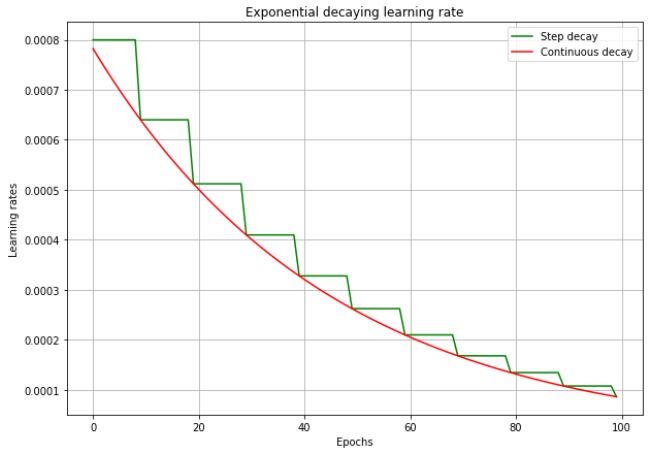 Exponential decaying learning rate
Step decay
Continuous decay
0.0008
0.0007
0.0006
0.0005
0.0004
0.0003
0.0002
0.0001
Learning rates
0 20 40 60 80 100
Epochs